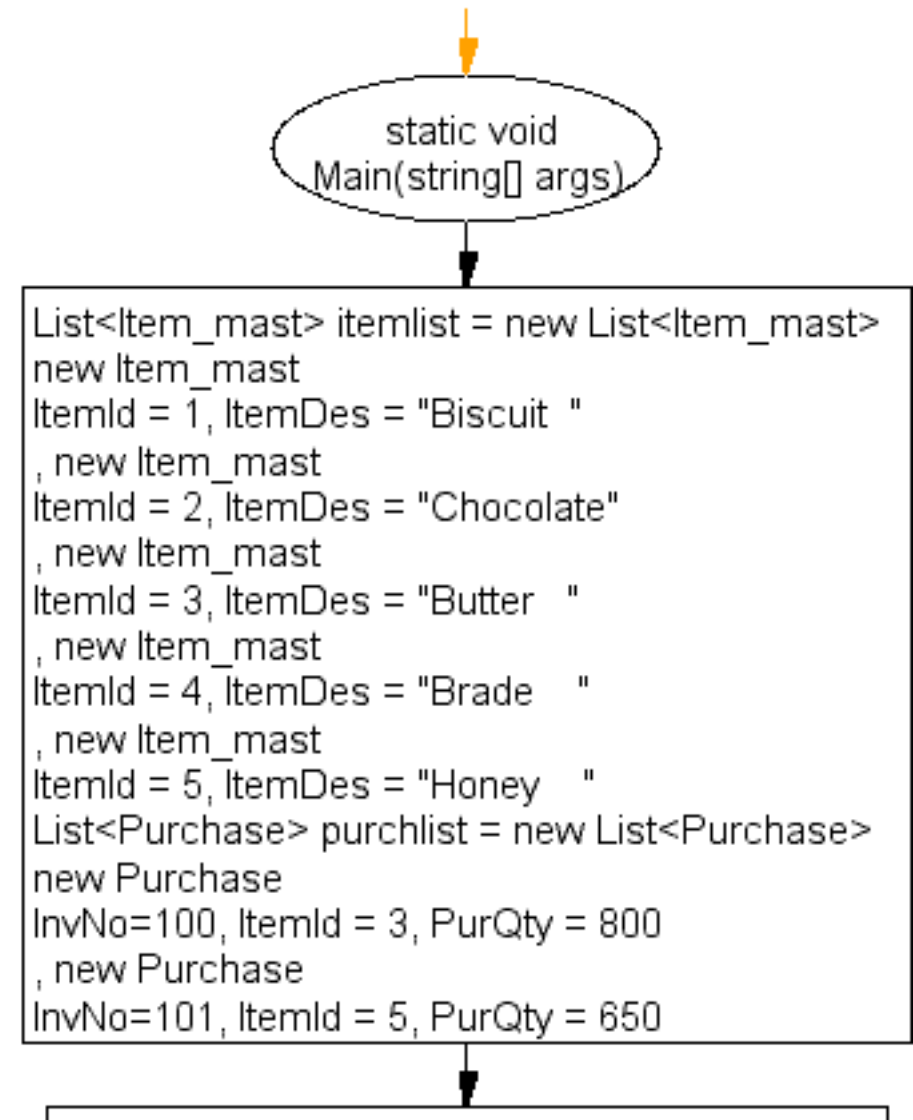 static void
Main(string[] args)
List<Item_mast> itemlist = new List<Item_mast>
new Item_mast
ItemId = 1, ItemDes = "Biscuit  "
, new Item_mast
ItemId = 2, ItemDes = "Chocolate"
, new Item_mast
ItemId = 3, ItemDes = "Butter   "
, new Item_mast
ItemId = 4, ItemDes = "Brade    "
, new Item_mast
ItemId = 5, ItemDes = "Honey    "
List<Purchase> purchlist = new List<Purchase>
new Purchase
InvNo=100, ItemId = 3, PurQty = 800
, new Purchase
InvNo=101, ItemId = 5, PurQty = 650